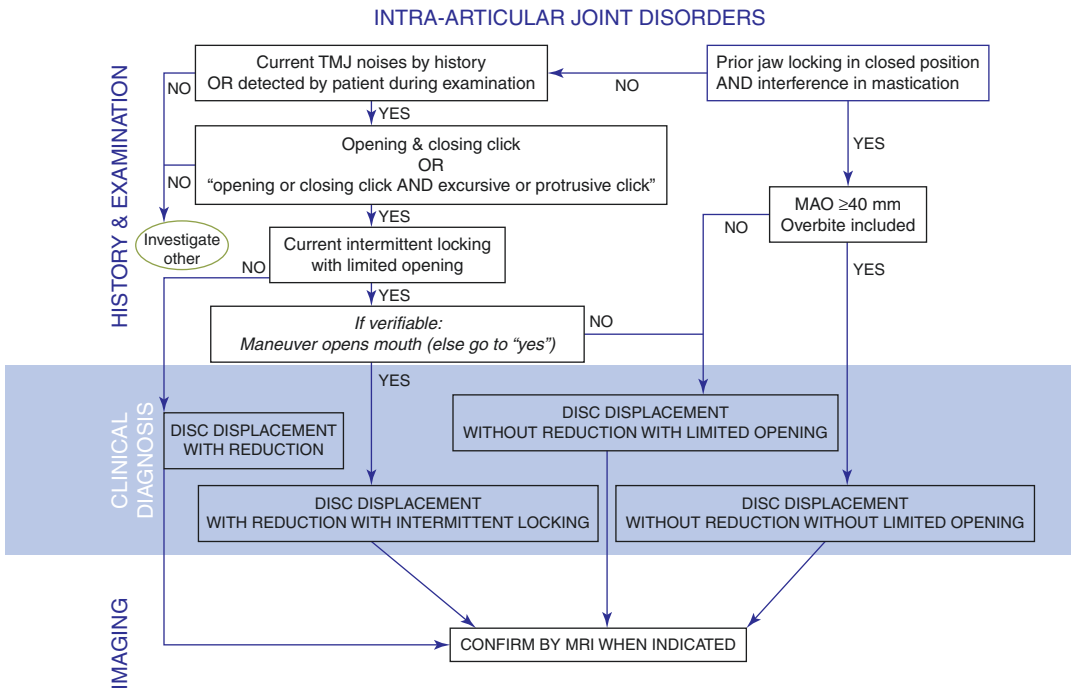 INTRA-ARTICULAR JOINT DISORDERS
HISTORY & EXAMINATION
Current TMJ noises by history
OR detected by patient during examination
Prior jaw locking in closed position
AND interference in mastication
NO
NO
YES
YES
Opening & closing click
OR
“opening or closing click AND excursive or protrusive click”
NO
YES
MAO ≥40 mm
Overbite included
NO
YES
Investigate
other
Current intermittent locking
with limited opening
NO
YES
If verifiable:
Maneuver opens mouth (else go to “yes”)
NO
YES
CLINICAL
DIAGNOSIS
DISC DISPLACEMENT
WITH REDUCTION
DISC DISPLACEMENT
WITHOUT REDUCTION WITH LIMITED OPENING
DISC DISPLACEMENT
WITH REDUCTION WITH INTERMITTENT LOCKING
DISC DISPLACEMENT
WITHOUT REDUCTION WITHOUT LIMITED OPENING
IMAGING
CONFIRM BY MRI WHEN INDICATED